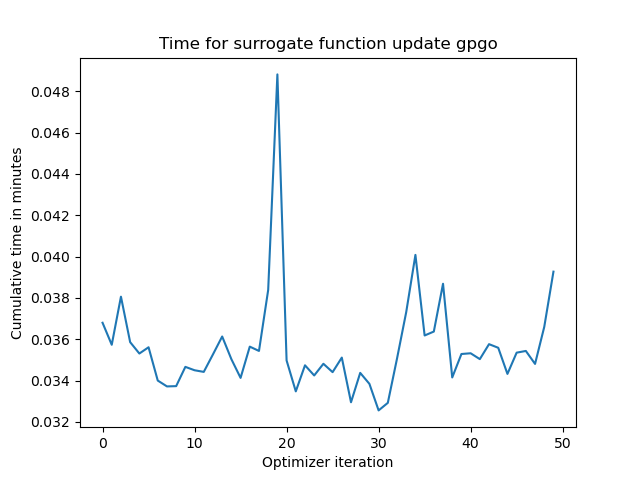 Time for surrogate function update gpgo
Cumulative time in minutes
0.048
0.046
0.044
0.042
0.040
0.038
0.036
0.034
0.032
0 10 20 30 40 50
Optimizer iteration